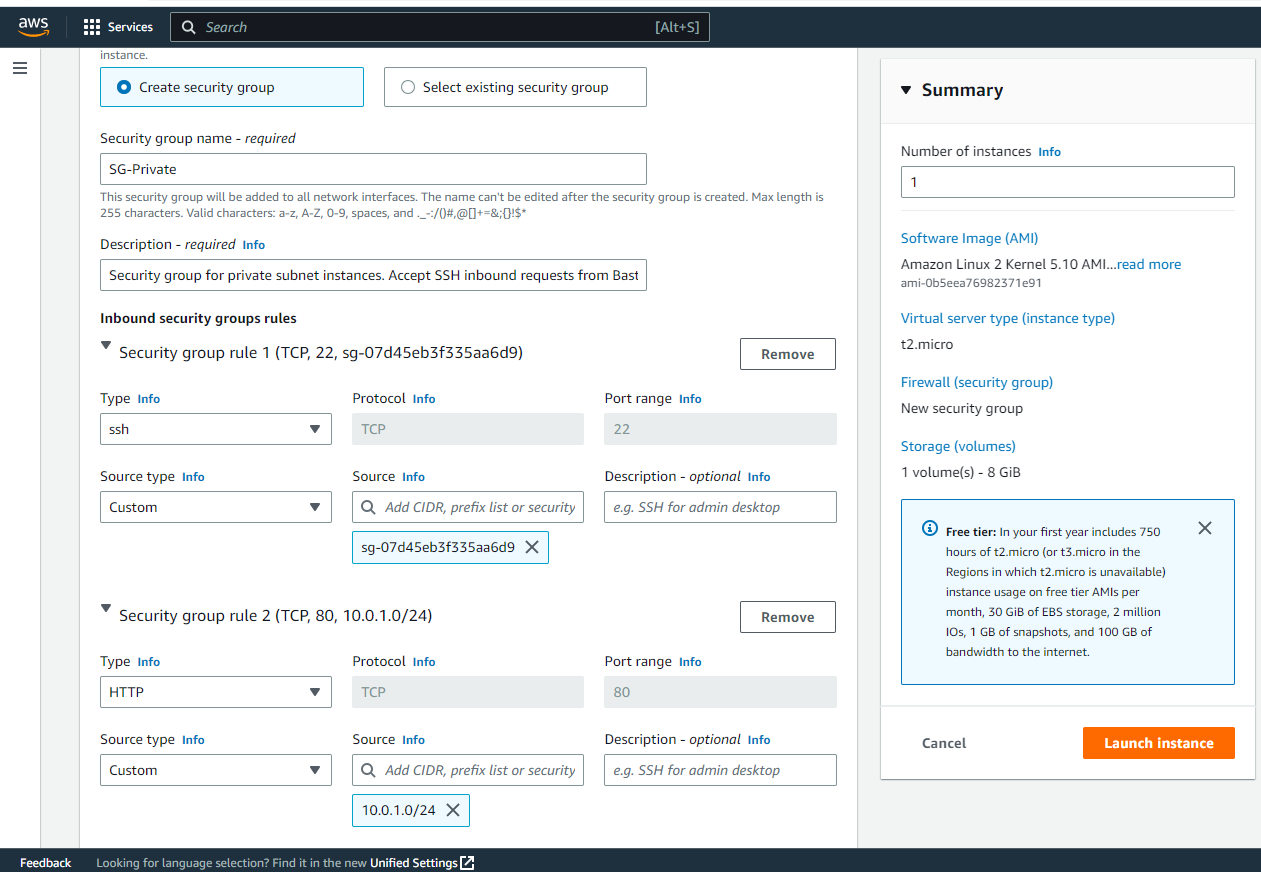 aws
Services
Search
[Alt+S]
instance.
Create security group
Select existing security group
Security group name - required
SG-Private
This security group will be added to all network interfaces. The name can't be edited after the security group is created. Max length is
255 characters. Valid characters: a-z, A-Z, 0-9, spaces, and ._-:/()#,@[]+=&;{}!$*
Description - required Info
Security group for private subnet instances. Accept SSH inbound requests from Bast
Inbound security groups rules
Security group rule 1 (TCP, 22, sg-07d45eb3f335aa6d9)
Remove
Type Info
Protocol Info
Port range Info
ssh
TCP
22
Source type Info
Source Info
Description - optional Info
Custom
Add CIDR, prefix list or security
e.g. SSH for admin desktop
sg-07d45eb3f335aa6d9
Security group rule 2 (TCP, 80, 10.0.1.0/24)
Remove
Type Info
Protocol Info
Port range Info
HTTP
TCP
80
Source type Info
Source Info
Description - optional Info
Custom
Add CIDR, prefix list or security
e.g. SSH for admin desktop
10.0.1.0/24
Summary
Number of instances Info
1
Software Image (AMI)
Amazon Linux 2 Kernel 5.10 AMI...read more
ami-0b5eea76982371e91
Virtual server type (instance type)
t2.micro
Firewall (security group)
New security group
Storage (volumes)
1 volume(s) - 8 GiB
Free tier: In your first year includes 750
hours of t2.micro (or t3.micro in the
Regions in which t2.micro is unavailable)
instance usage on free tier AMIs per
month, 30 GiB of EBS storage, 2 million
IOs, 1 GB of snapshots, and 100 GB of
bandwidth to the internet.
Cancel
Launch instance
Feedback
Looking for language selection? Find it in the new Unified Settings